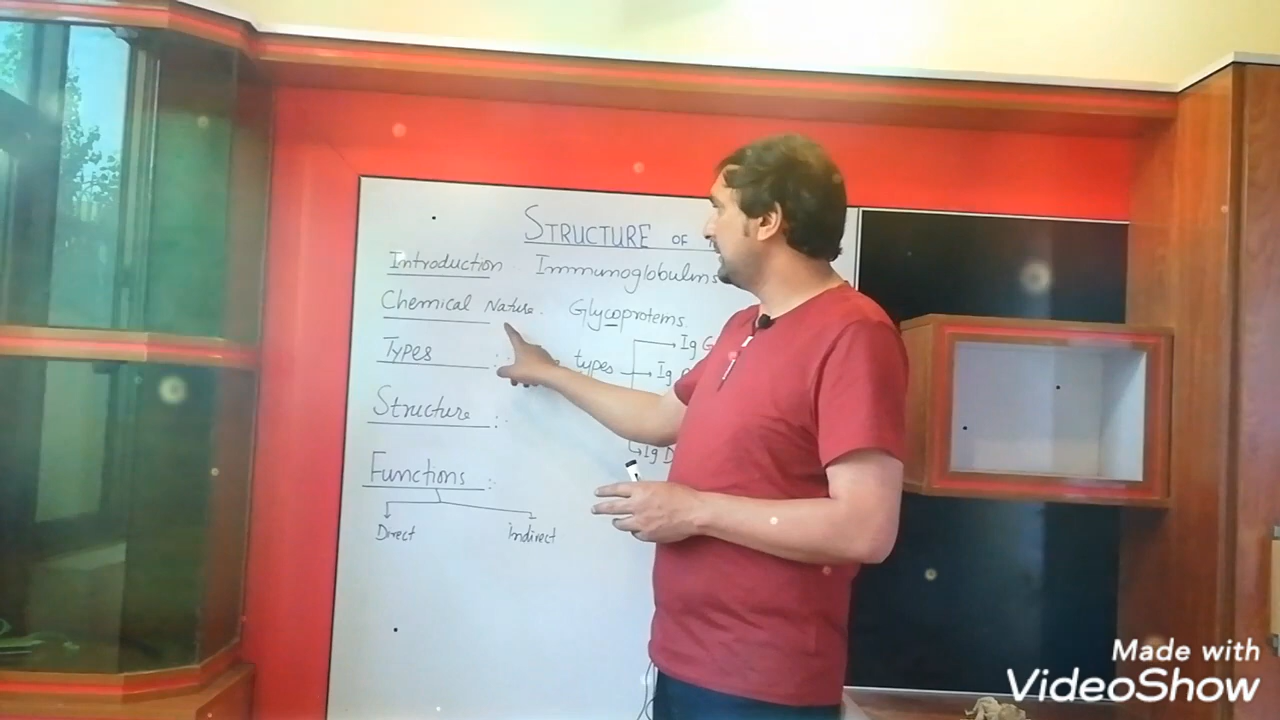 STRUCTURE OF
Introduction Immunoglobulins
Chemical Nature. Glycoproteins.
Types : types Ig G
Ig
Structure :
Ig D
Functions :
Direct Indirect
Made with
VideoShow